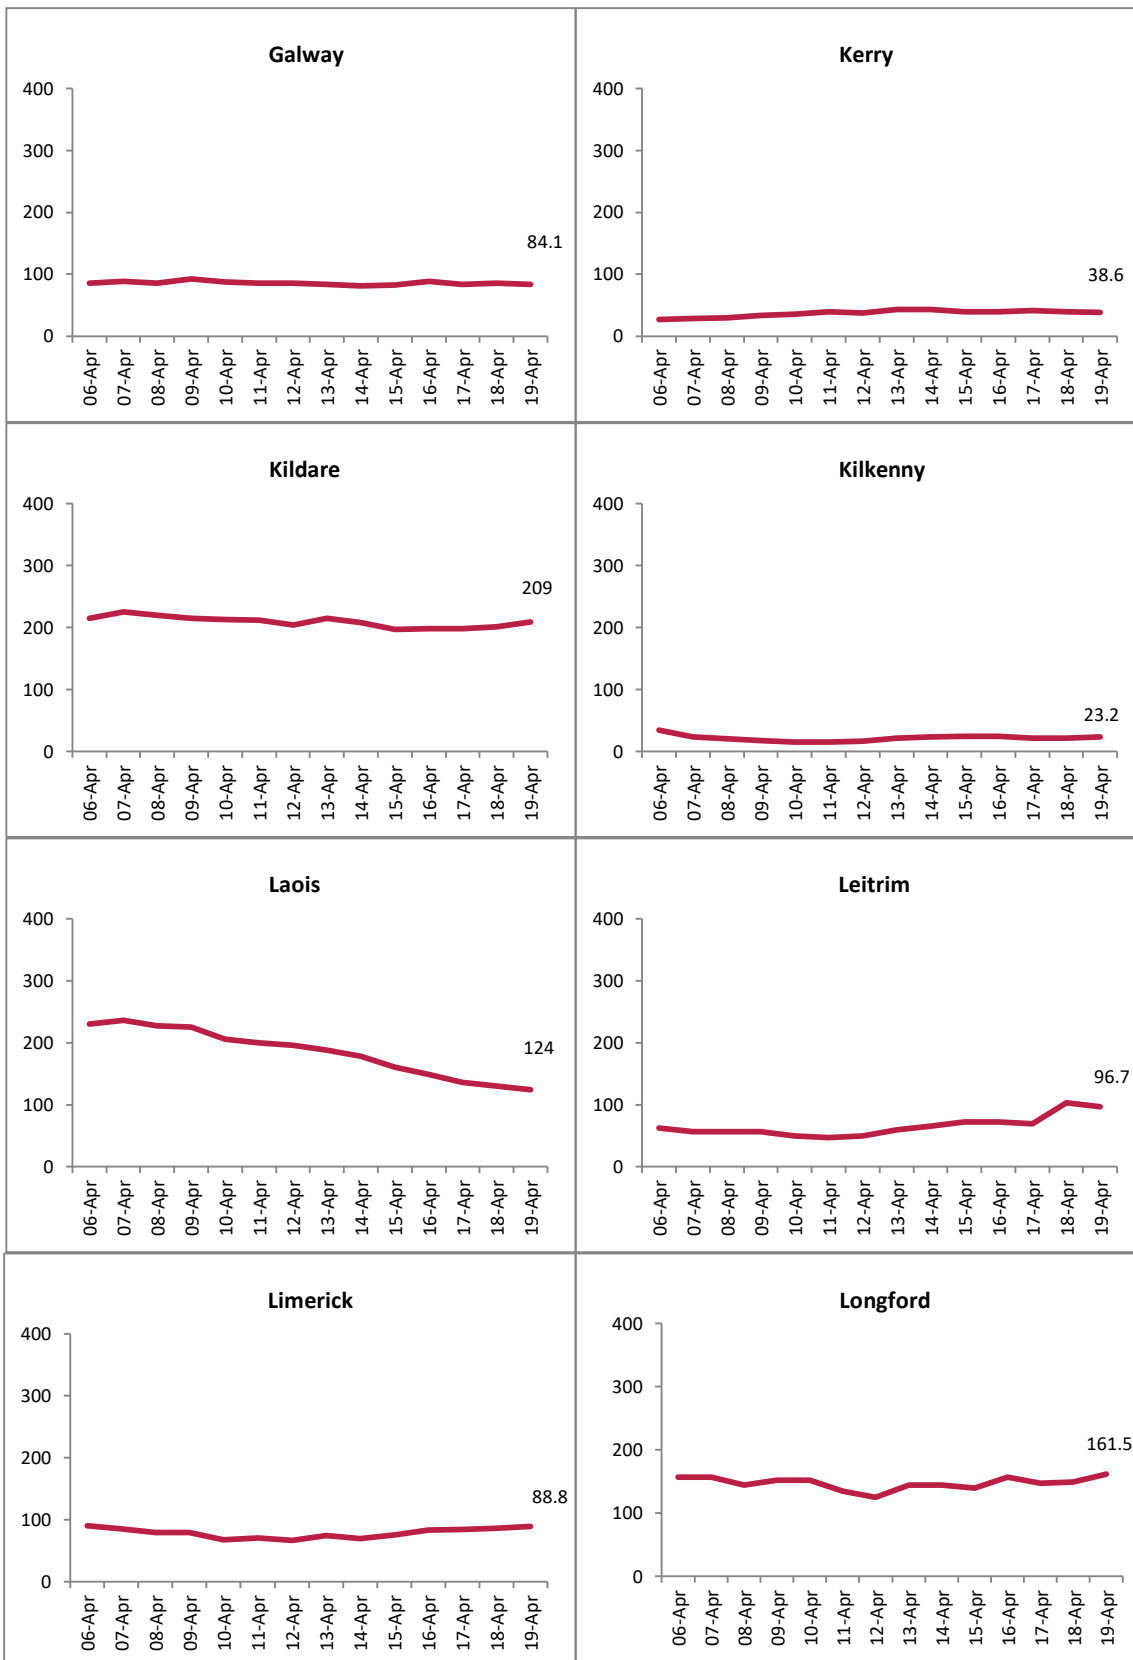 Galway
400
300
200
100
0
84.1
06-Apr
07-Apr
08-Apr
09-Apr
10-Apr
11-Apr
12-Apr
13-Apr
14-Apr
15-Apr
16-Apr
17-Apr
18-Apr
19-Apr
Kerry
400
300
200
100
0
38.6
06-Apr
07-Apr
08-Apr
09-Apr
10-Apr
11-Apr
12-Apr
13-Apr
14-Apr
15-Apr
16-Apr
17-Apr
18-Apr
19-Apr
Kildare
400
300
200
100
0
209
06-Apr
07-Apr
08-Apr
09-Apr
10-Apr
11-Apr
12-Apr
13-Apr
14-Apr
15-Apr
16-Apr
17-Apr
18-Apr
19-Apr
Kilkenny
400
300
200
100
0
23.2
06-Apr
07-Apr
08-Apr
09-Apr
10-Apr
11-Apr
12-Apr
13-Apr
14-Apr
15-Apr
16-Apr
17-Apr
18-Apr
19-Apr
Laois
400
300
200
100
0
124
06-Apr
07-Apr
08-Apr
09-Apr
10-Apr
11-Apr
12-Apr
13-Apr
14-Apr
15-Apr
16-Apr
17-Apr
18-Apr
19-Apr
Leitrim
400
300
200
100
0
96.7
06-Apr
07-Apr
08-Apr
09-Apr
10-Apr
11-Apr
12-Apr
13-Apr
14-Apr
15-Apr
16-Apr
17-Apr
18-Apr
19-Apr
Limerick
400
300
200
100
0
88.8
06-Apr
07-Apr
08-Apr
09-Apr
10-Apr
11-Apr
12-Apr
13-Apr
14-Apr
15-Apr
16-Apr
17-Apr
18-Apr
19-Apr
Longford
400
300
200
100
0
161.5
06-Apr
07-Apr
08-Apr
09-Apr
10-Apr
11-Apr
12-Apr
13-Apr
14-Apr
15-Apr
16-Apr
17-Apr
18-Apr
19-Apr